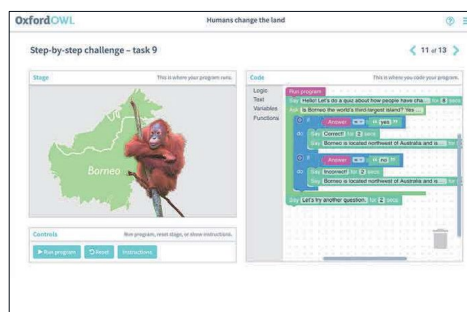 OxfordOWL
Humans change the land
Step-by-step challenge – task 9
11 of 13
Stage
This is where your program runs.
Borneo
Controls
Run program, reset stage, or show instructions.
Run program
Reset
Instructions
Code
This is where you code your program.
Logic
Text
Variables
Functions
Run program
Say Hello! Let's do a quiz about how people have cha... for 8 secs
Ask Is Borneo the world's third-largest island? Yes ...
if Answer = yes
do Say Correct! for 2 secs
Say Borneo is located northwest of Australia and is ... for
if Answer = no
do Say Incorrect! for 2 secs
Say Borneo is located northwest of Australia and is ... for
Say Let's try another question. for 2 secs